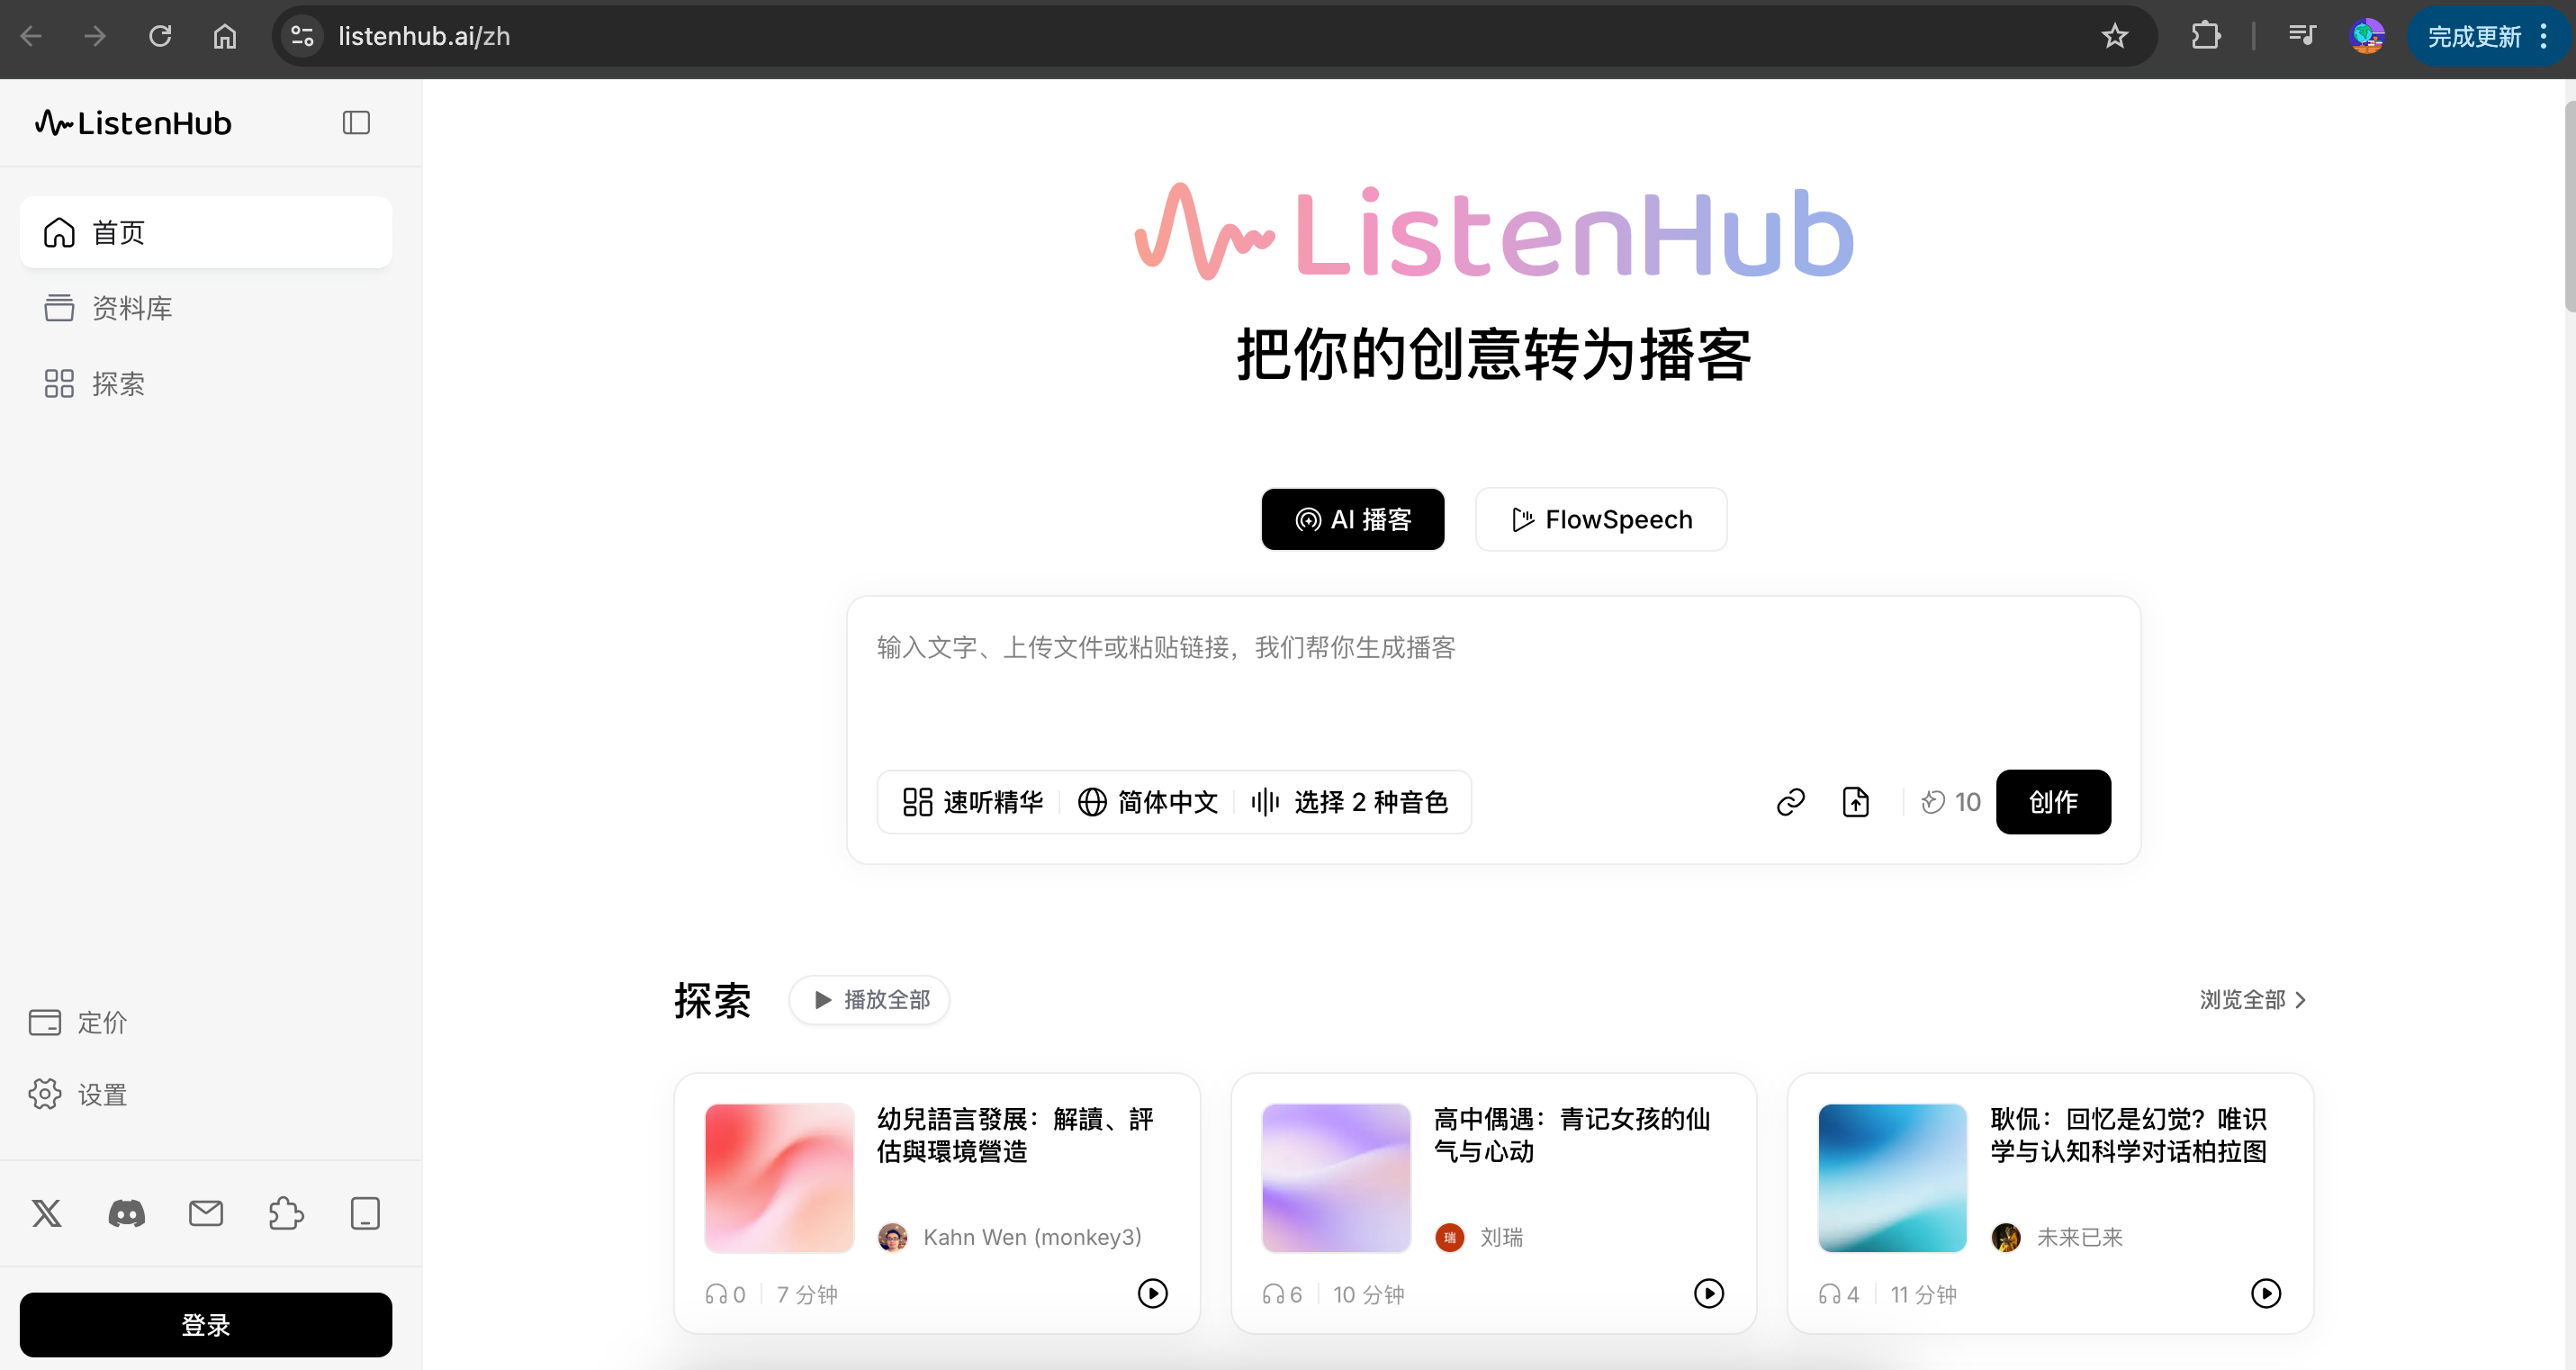 listenhub.ai/zh
完成更新
ListenHub
首页
资料库
探索
定价
设置
登录
ListenHub
把你的创意转为播客
AI 播客
FlowSpeech
输入文字、上传文件或粘贴链接，我们帮你生成播客
速听精华
简体中文
选择 2 种音色
10
创作
探索
播放全部
浏览全部
幼兒語言發展：解讀、評
估與環境營造
Kahn Wen (monkey3)
0
7 分钟
高中偶遇：青记女孩的仙
气与心动
瑞
刘瑞
6
10 分钟
耿侃：回忆是幻觉？唯识
学与认知科学对话柏拉图
未来已来
4
11 分钟